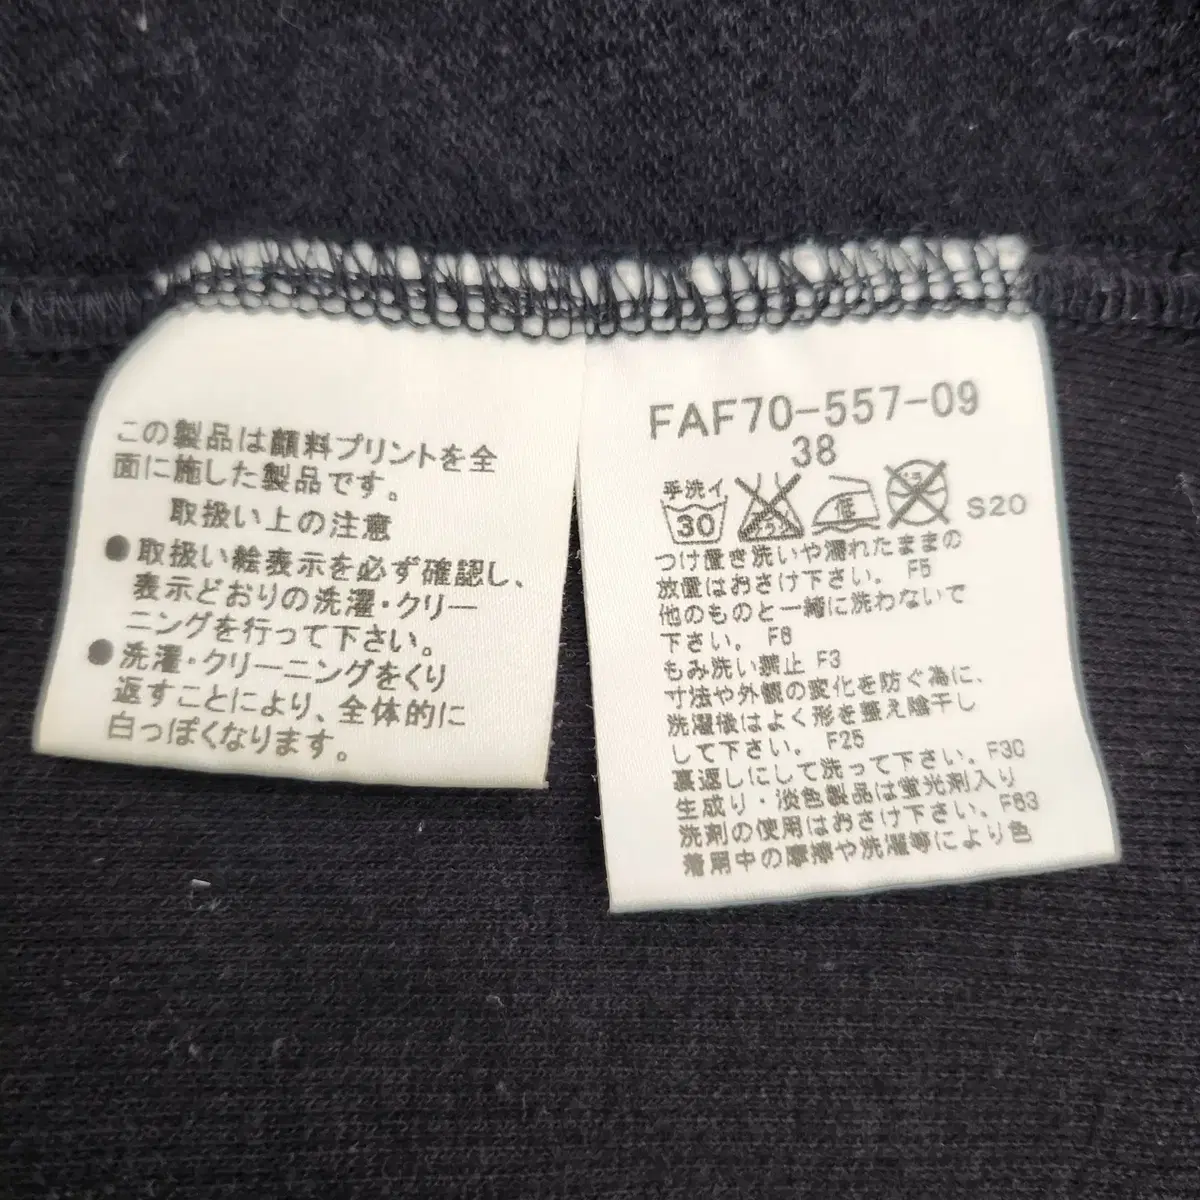 この製品は顔料プリントを全
面に施した製品です。
取扱い上の注意
●取扱い絵表示を必ず確認し、
表示どおりの洗濯・クリー
ニングを行って下さい。
●洗濯・クリーニングをくり
返すことにより、全体的に
白っぽくなります。
FAF70-557-09
38
手洗イ
30
低
S20
つけ置き洗いや濡れたままの
放置はおさけ下さい。 F5
他のものと一緒に洗わないで
下さい。 F6
もみ洗い禁止 F3
寸法や外観の変化を防ぐ為に、
洗濯後はよく形を整え陰干し
して下さい。 F25
裏返しにして洗って下さい。F30
生成り・淡色製品は蛍光剤入り
洗剤の使用はおさけ下さい。F63
着用中の摩擦や洗濯等により色